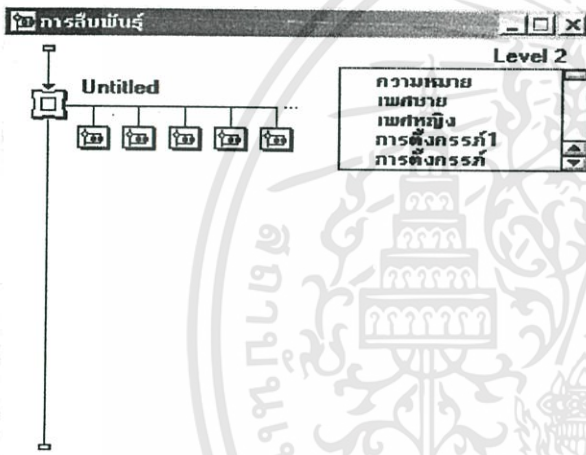 การสืบพันธุ์
Level 2
Untitled
ความหมาย
เพศชาย
เพศหญิง
การตั้งครรภ์1
การตั้งครรภ์